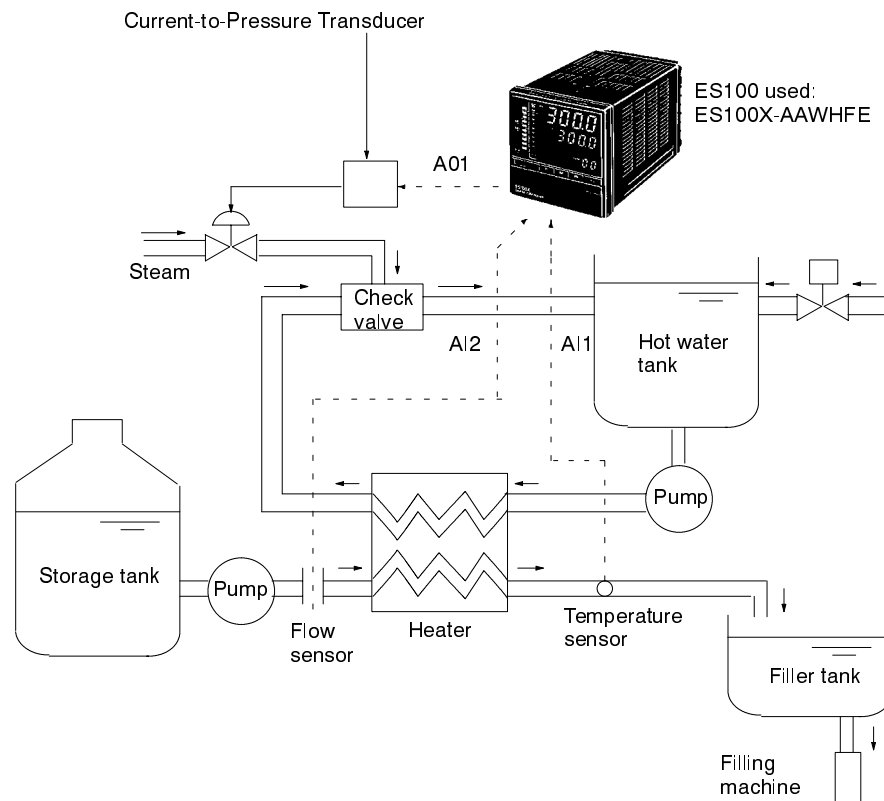 Current-to-Pressure Transducer
ES100 used:
ES100X-AAWHFE
300.0
300.0
A01
Steam
Check
valve
AI2
AI1
Hot water
tank
Pump
Storage tank
Pump
Flow
sensor
Heater
Temperature
sensor
Filler tank
Filling
machine